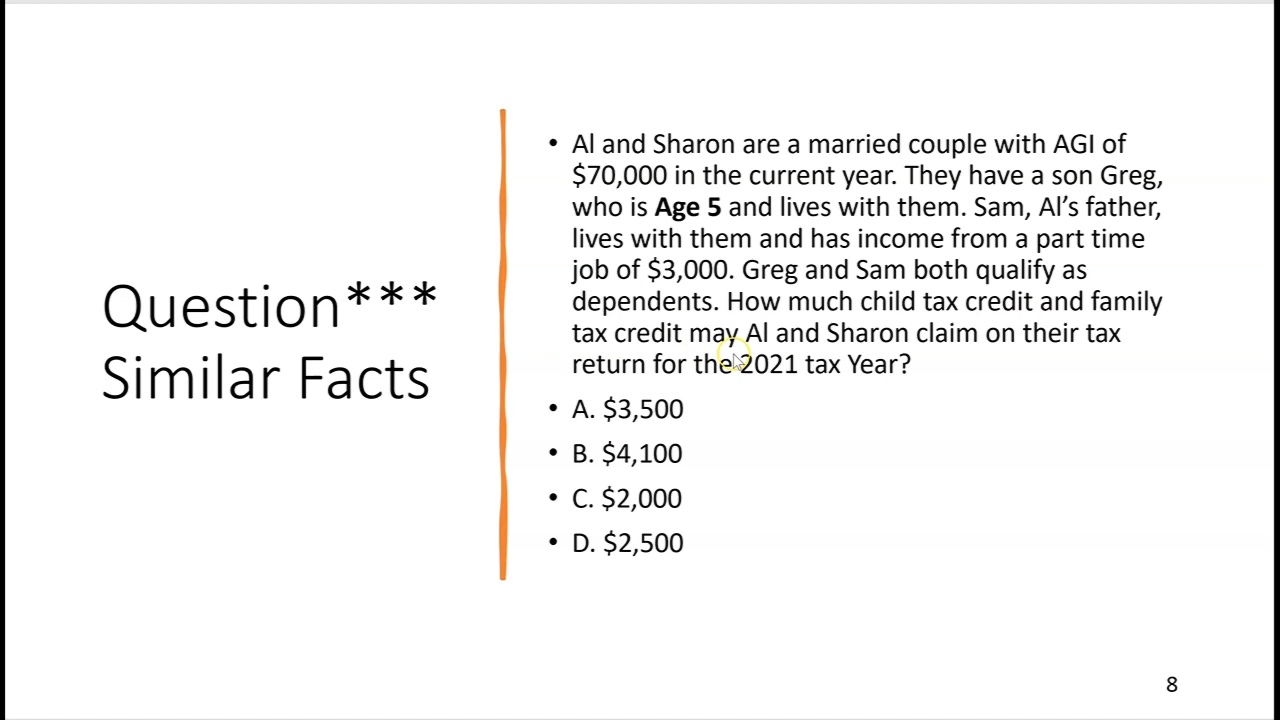 Question***
Similar Facts
• Al and Sharon are a married couple with AGI of
$70,000 in the current year. They have a son Greg,
who is Age 5 and lives with them. Sam, Al’s father,
lives with them and has income from a part time
job of $3,000. Greg and Sam both qualify as
dependents. How much child tax credit and family
tax credit may Al and Sharon claim on their tax
return for the 2021 tax Year?
• A. $3,500
• B. $4,100
• C. $2,000
• D. $2,500
8